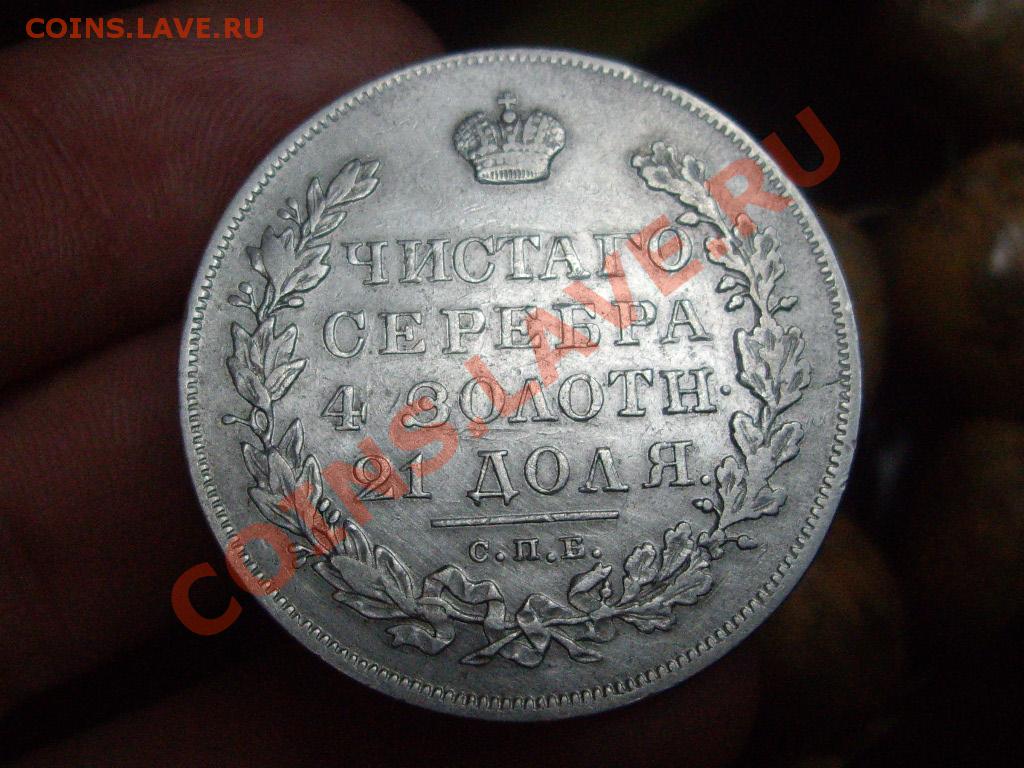 COINS.LAVE.RU
ЧИСТАГО
СЕРЕБРА
4 ЗОЛОТН.
21 ДОЛЯ.
С.П.Б.
COINS.LAVE.RU